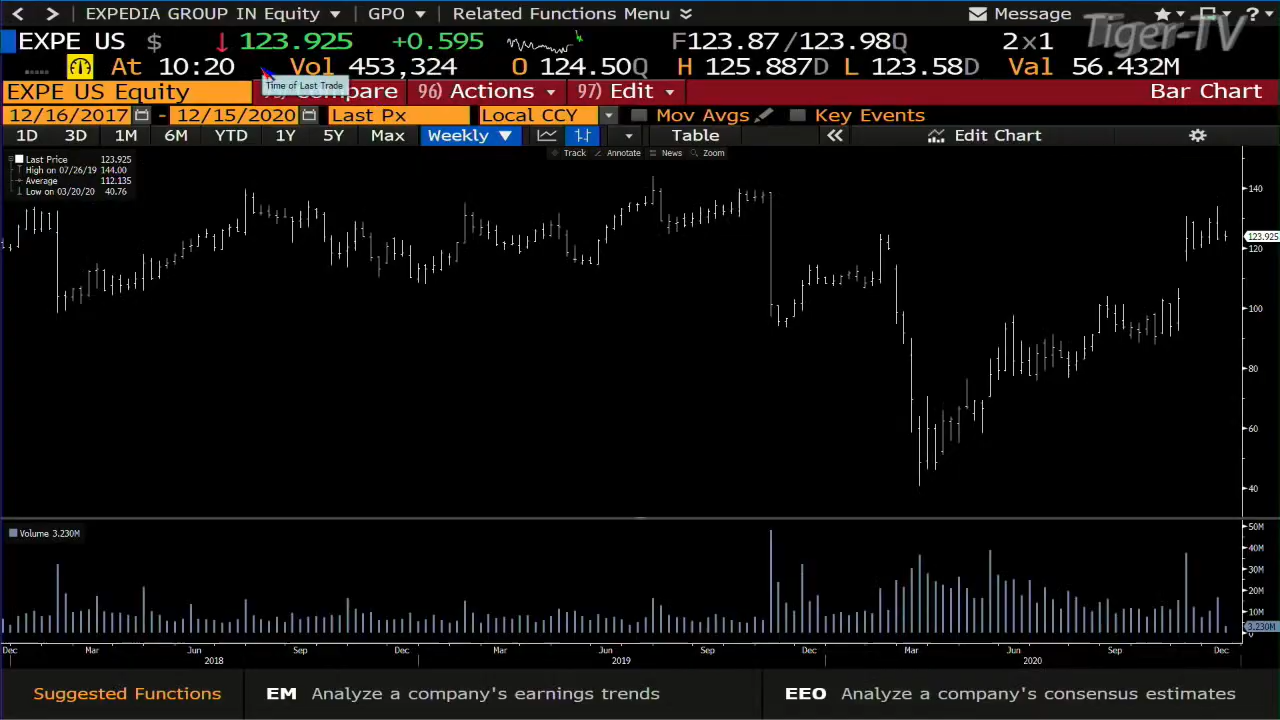 EXPEDIA GROUP IN Equity GPO Related Functions Menu Message ?
EXPE US $ 123.925 +0.595 F123.87/123.98Q 2x1
Tiger-TV
At 10:20 Vol 453,324 O 124.50Q H 125.887D L 123.58D Val 56.432M
Time of Last Trade
EXPE US Equity Compare 96) Actions 97) Edit Bar Chart
12/16/2017 - 12/15/2020 Last Px Local CCY Mov Avgs Key Events
1D 3D 1M 6M YTD 1Y 5Y Max Weekly Table Edit Chart
Track Annotate News Zoom
Last Price 123.925
High on 07/26/19 144.00
Average 112.135
Low on 03/20/20 40.76
140
123.925
120
100
80
60
40
Volume 3.230M
50M
40M
30M
20M
10M
3.230M
0
Dec Mar Jun Sep Dec Mar Jun Sep Dec Mar Jun Sep Dec
2018 2019 2020
Suggested Functions EM Analyze a company's earnings trends EEO Analyze a company's consensus estimates